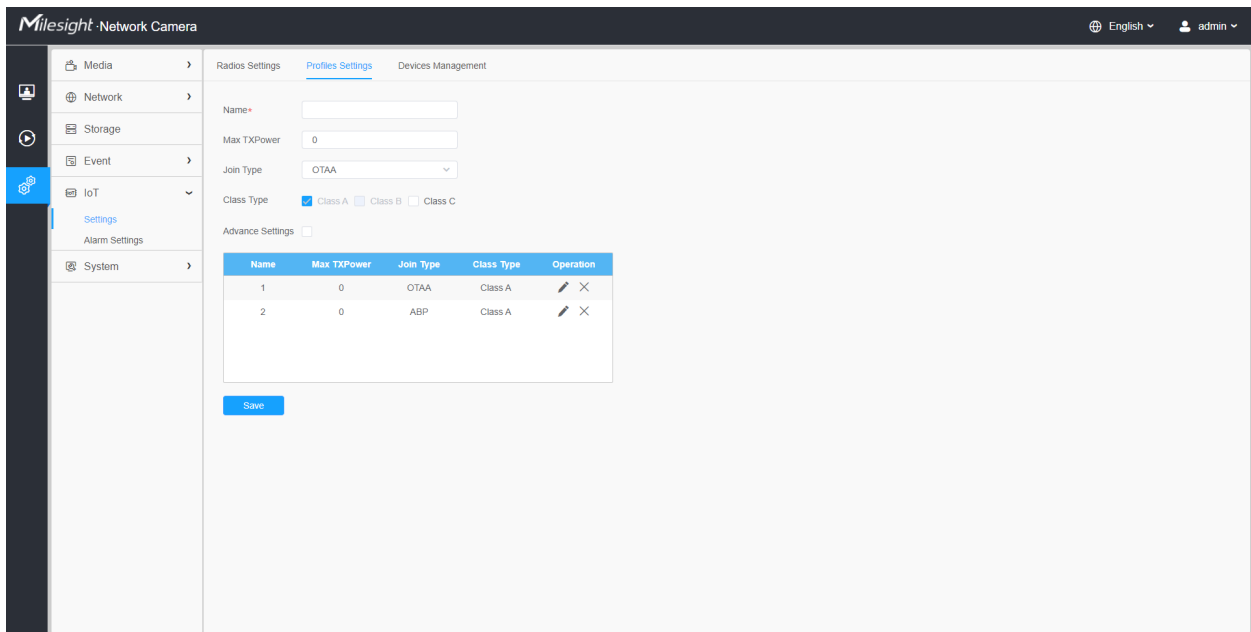 Milesight · Network Camera
English
admin
Media
Network
Storage
Event
IoT
Settings
Alarm Settings
System
Radios Settings Profiles Settings Devices Management
Name*
Max TXPower 0
Join Type OTAA
Class Type Class A Class B Class C
Advance Settings
Name Max TXPower Join Type Class Type Operation
1 0 OTAA Class A
2 0 ABP Class A
Save